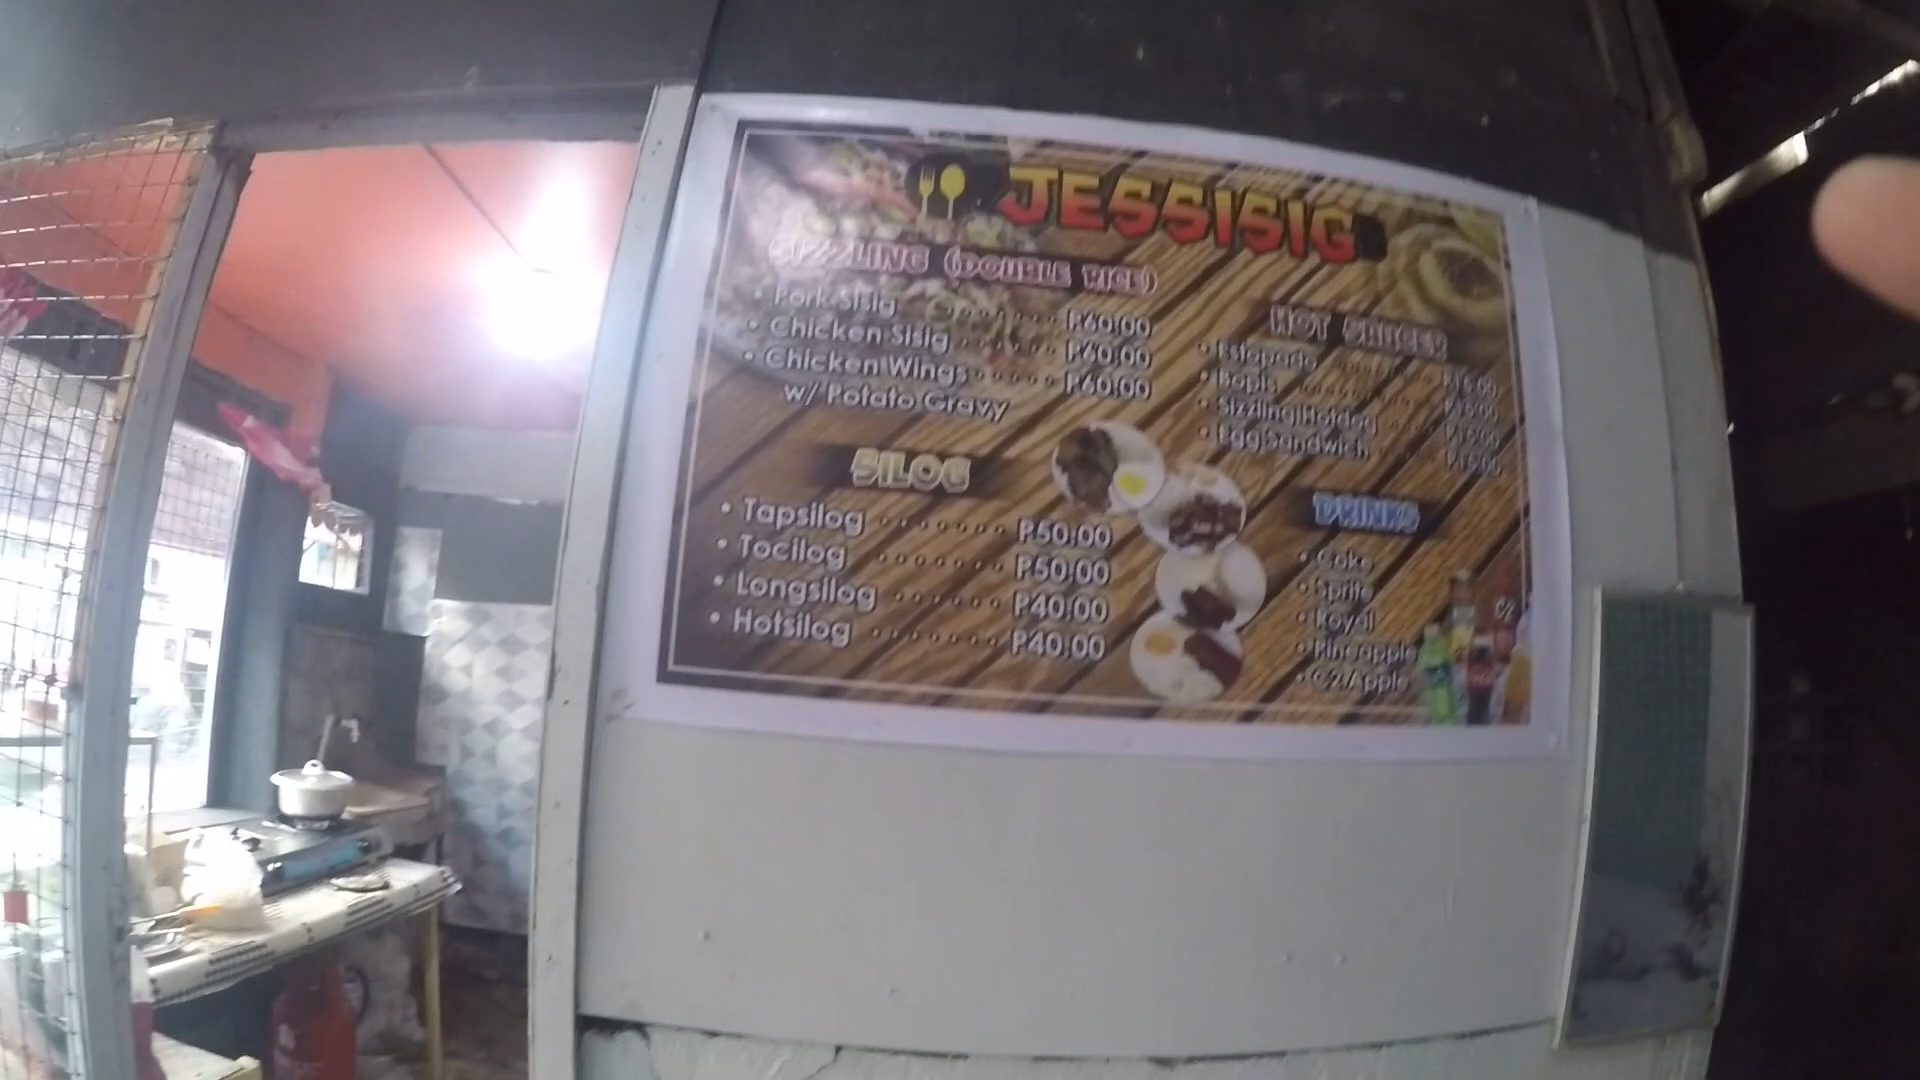 JESSISIG
SIZZLING (DOUBLE RICE)
• Pork Sisig ........ P60.00
• Chicken Sisig ....... P60.00
• Chicken Wings ..... P60.00
w/ Potato Gravy
SILOG
• Tapsilog ........ P50.00
• Tocilog ........ P50.00
• Longsilog ....... P40.00
• Hotsilog ........ P40.00
HOT
• Estopado
• Bopis
• Sizzling Hotdog
• Egg Sandwich
DRINKS
• Coke
• Sprite
• Royal
• Pineapple
• C2 Apple
C2